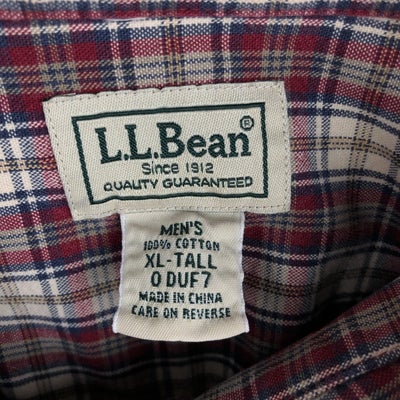 L.L.Bean®
Since 1912
QUALITY GUARANTEED
MEN'S
100% COTTON
XL-TALL
0 DUF7
MADE IN CHINA
CARE ON REVERSE